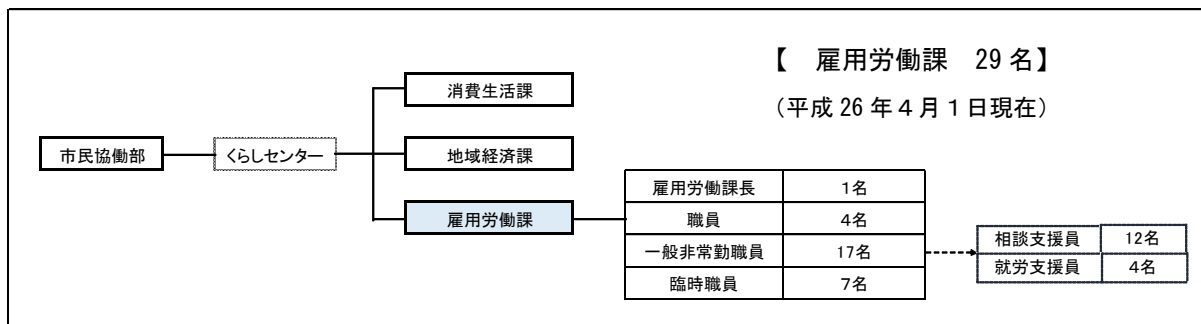 【 雇用労働課 29名】
(平成26年4月1日現在)
消費生活課
市民協働部
くらしセンター
地域経済課
雇用労働課
雇用労働課長 1名
職員 4名
一般非常勤職員 17名
臨時職員 7名
相談支援員 12名
就労支援員 4名